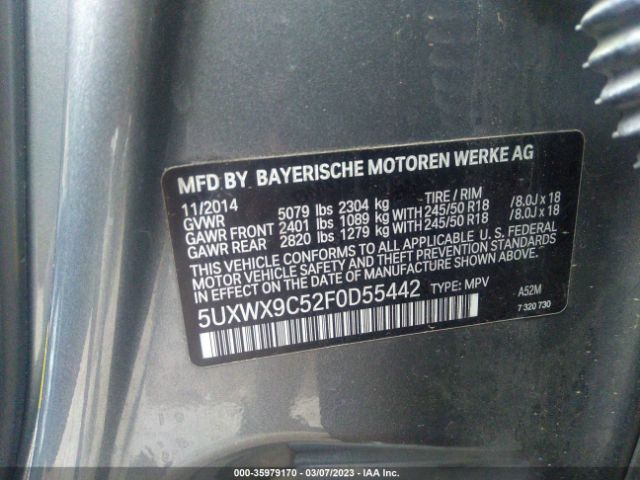 MFD BY BAYERISCHE MOTOREN WERKE AG
11/2014 TIRE / RIM
GVWR 5079 lbs 2304 kg
GAWR FRONT 2401 lbs 1089 kg WITH 245/50 R18 /8.0J x 18
GAWR REAR 2820 lbs 1279 kg WITH 245/50 R18 /8.0J x 18
THIS VEHICLE CONFORMS TO ALL APPLICABLE U. S. FEDERAL
MOTOR VEHICLE SAFETY, BUMPER, AND THEFT PREVENTION
STANDARDS IN EFFECT ON THE DATE OF MANUFACTURE SHOWN ABOVE.
5UXWX9C52F0D55442 TYPE: MPV A52M
7 320 730
000-35979170 - 03/07/2023 - IAA Inc.